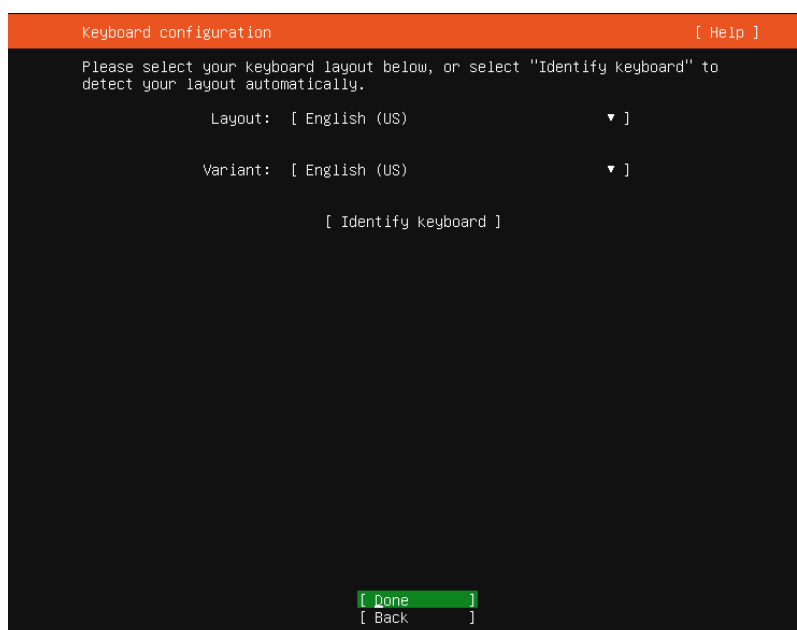 Keyboard configuration [ Help ]
Please select your keyboard layout below, or select "Identify keyboard" to
detect your layout automatically.
Layout: [ English (US) ▾ ]
Variant: [ English (US) ▾ ]
[ Identify keyboard ]
[ Done ]
[ Back ]